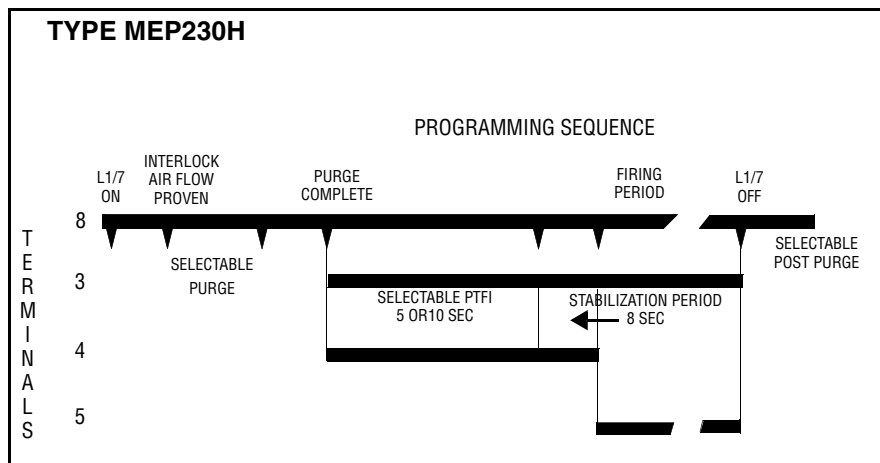 TYPE MEP230H
PROGRAMMING SEQUENCE
L1/7
ON
INTERLOCK
AIR FLOW
PROVEN
PURGE
COMPLETE
FIRING
PERIOD
L1/7
OFF
TERMINALS
8
SELECTABLE
PURGE
SELECTABLE
POST PURGE
3
SELECTABLE PTFI
5 OR10 SEC
STABILIZATION PERIOD
8 SEC
4
5